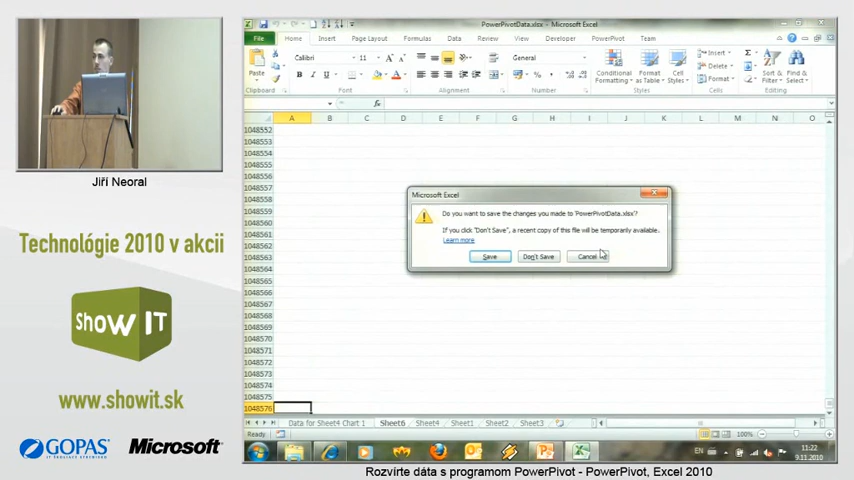 PowerPivotData.xlsx - Microsoft Excel
File Home Insert Page Layout Formulas Data Review View Developer PowerPivot Team
Calibri 11 General
Insert
Delete
Format
Paste
Conditional Formatting
Format as Table
Cell Styles
Sort & Filter
Find & Select
Clipboard Font Alignment Number Styles Cells Editing
fx
A B C D E F G H I J K L M N O
1048552
1048553
1048554
1048555
1048556
1048557
1048558
1048559
1048560
1048561
1048562
1048563
1048564
1048565
1048566
1048567
1048568
1048569
1048570
1048571
1048572
1048573
1048574
1048575
1048576
Microsoft Excel
Do you want to save the changes you made to 'PowerPivotData.xlsx'?
If you click "Don't Save", a recent copy of this file will be temporarily available.
Learn more
Save Don't Save Cancel
Data for Sheet4 Chart 1 Sheet6 Sheet4 Sheet1 Sheet2 Sheet3
Ready 100%
EN 11:22
9.11.2010
Jiří Neoral
Technológie 2010 v akcii
Show IT
www.showit.sk
GOPAS Microsoft
Rozvírte dáta s programom PowerPivot - PowerPivot, Excel 2010